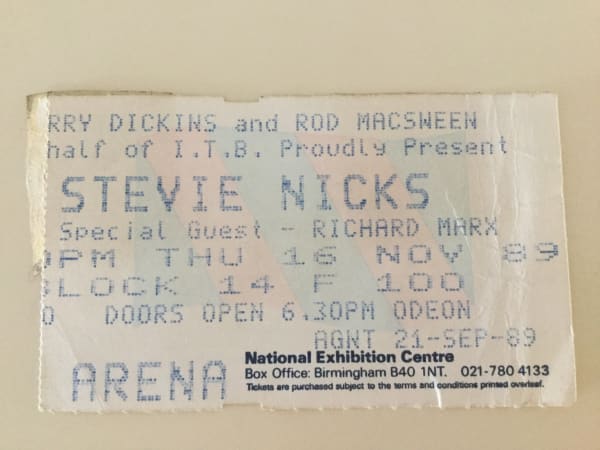 RRY DICKINS and ROD MACSWEEN
half of I.T.B. Proudly Present
STEVIE NICKS
Special Guest - RICHARD MARX
0PM THU 16 NOV 89
BLOCK 14 F 100
0 DOORS OPEN 6.30PM ODEON
AGNT 21-SEP-89
ARENA
National Exhibition Centre
Box Office: Birmingham B40 1NT. 021-780 4133
Tickets are purchased subject to the terms and conditions printed overleaf.